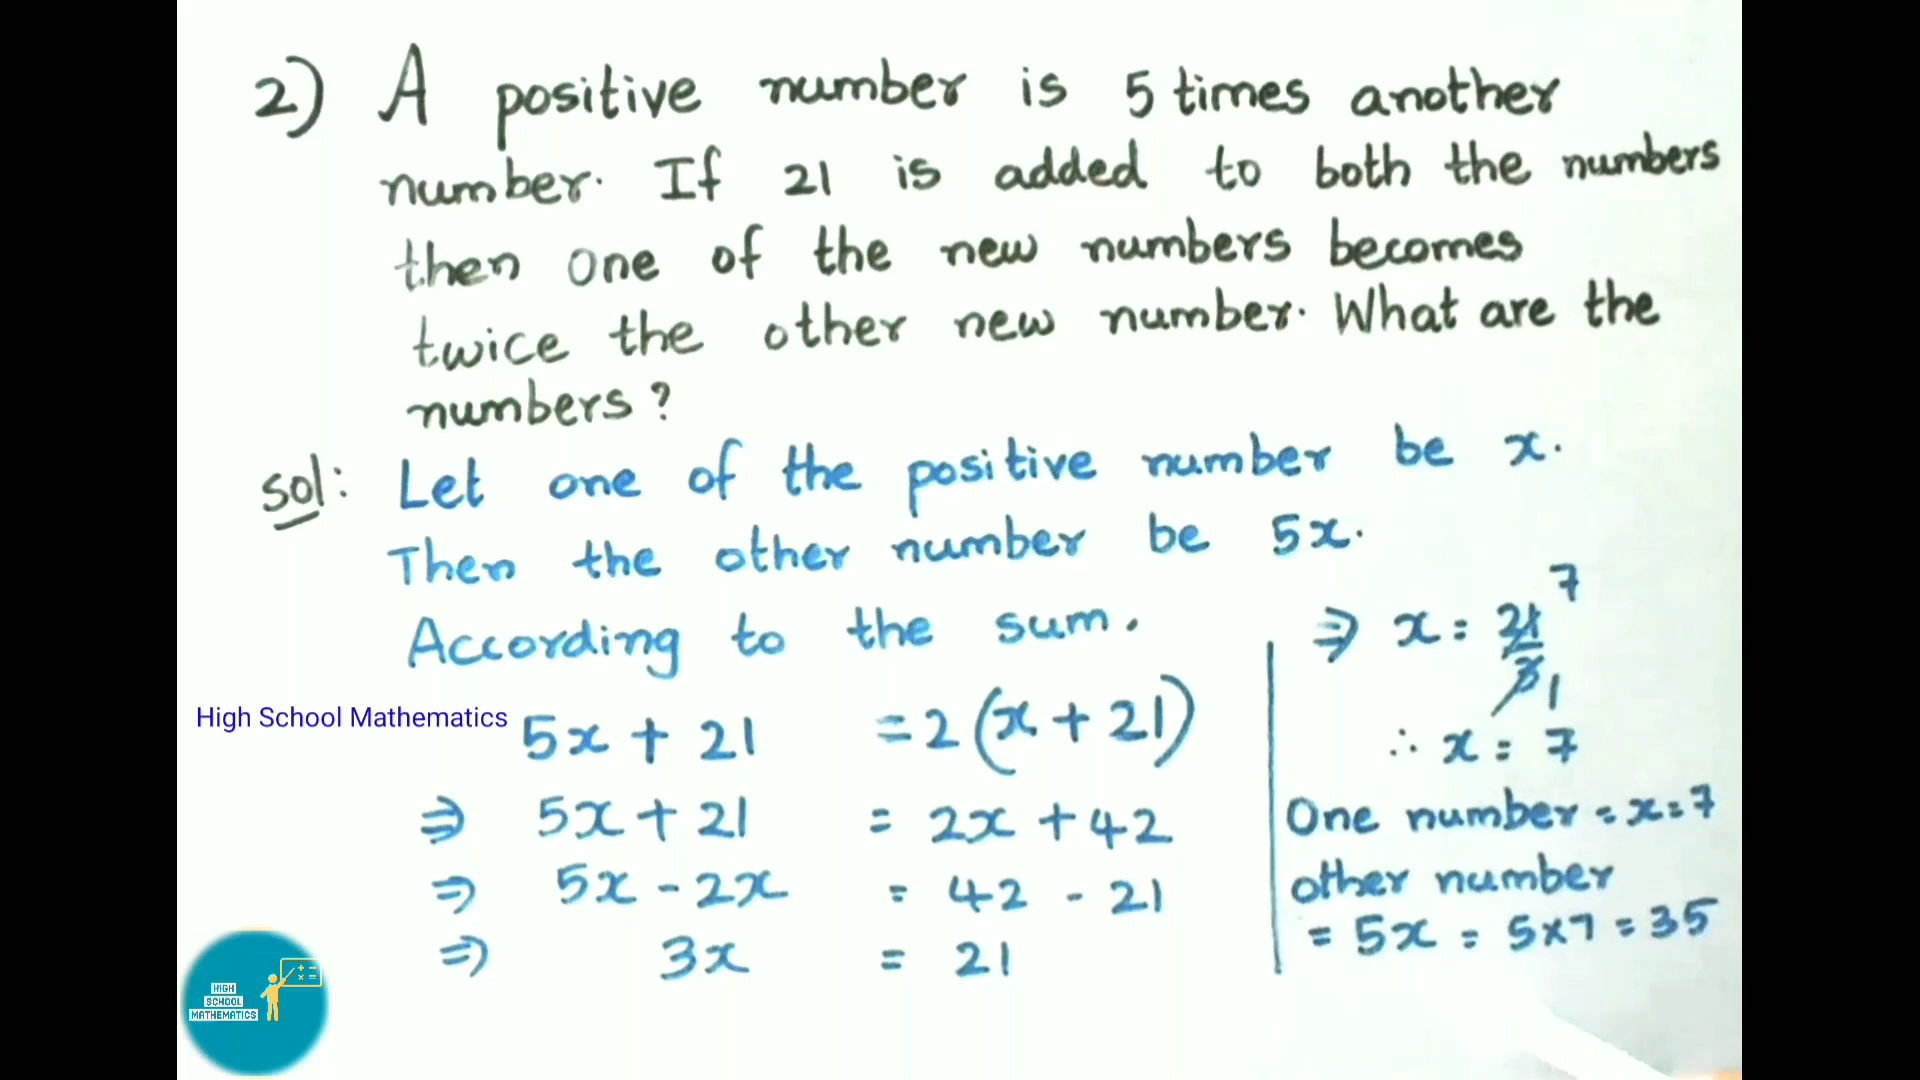 2) A positive number is 5 times another
number. If 21 is added to both the numbers
then one of the new numbers becomes
twice the other new number. What are the
numbers?
Sol: Let one of the positive number be x.
Then the other number be 5x.
According to the sum.
5x + 21 = 2(x + 21)
⇒ 5x + 21 = 2x + 42
⇒ 5x - 2x = 42 - 21
⇒ 3x = 21
⇒ x = 21/3 7 1
∴ x = 7
One number = x = 7
other number
= 5x = 5x7 = 35
High School Mathematics
HIGH
SCHOOL
MATHEMATICS